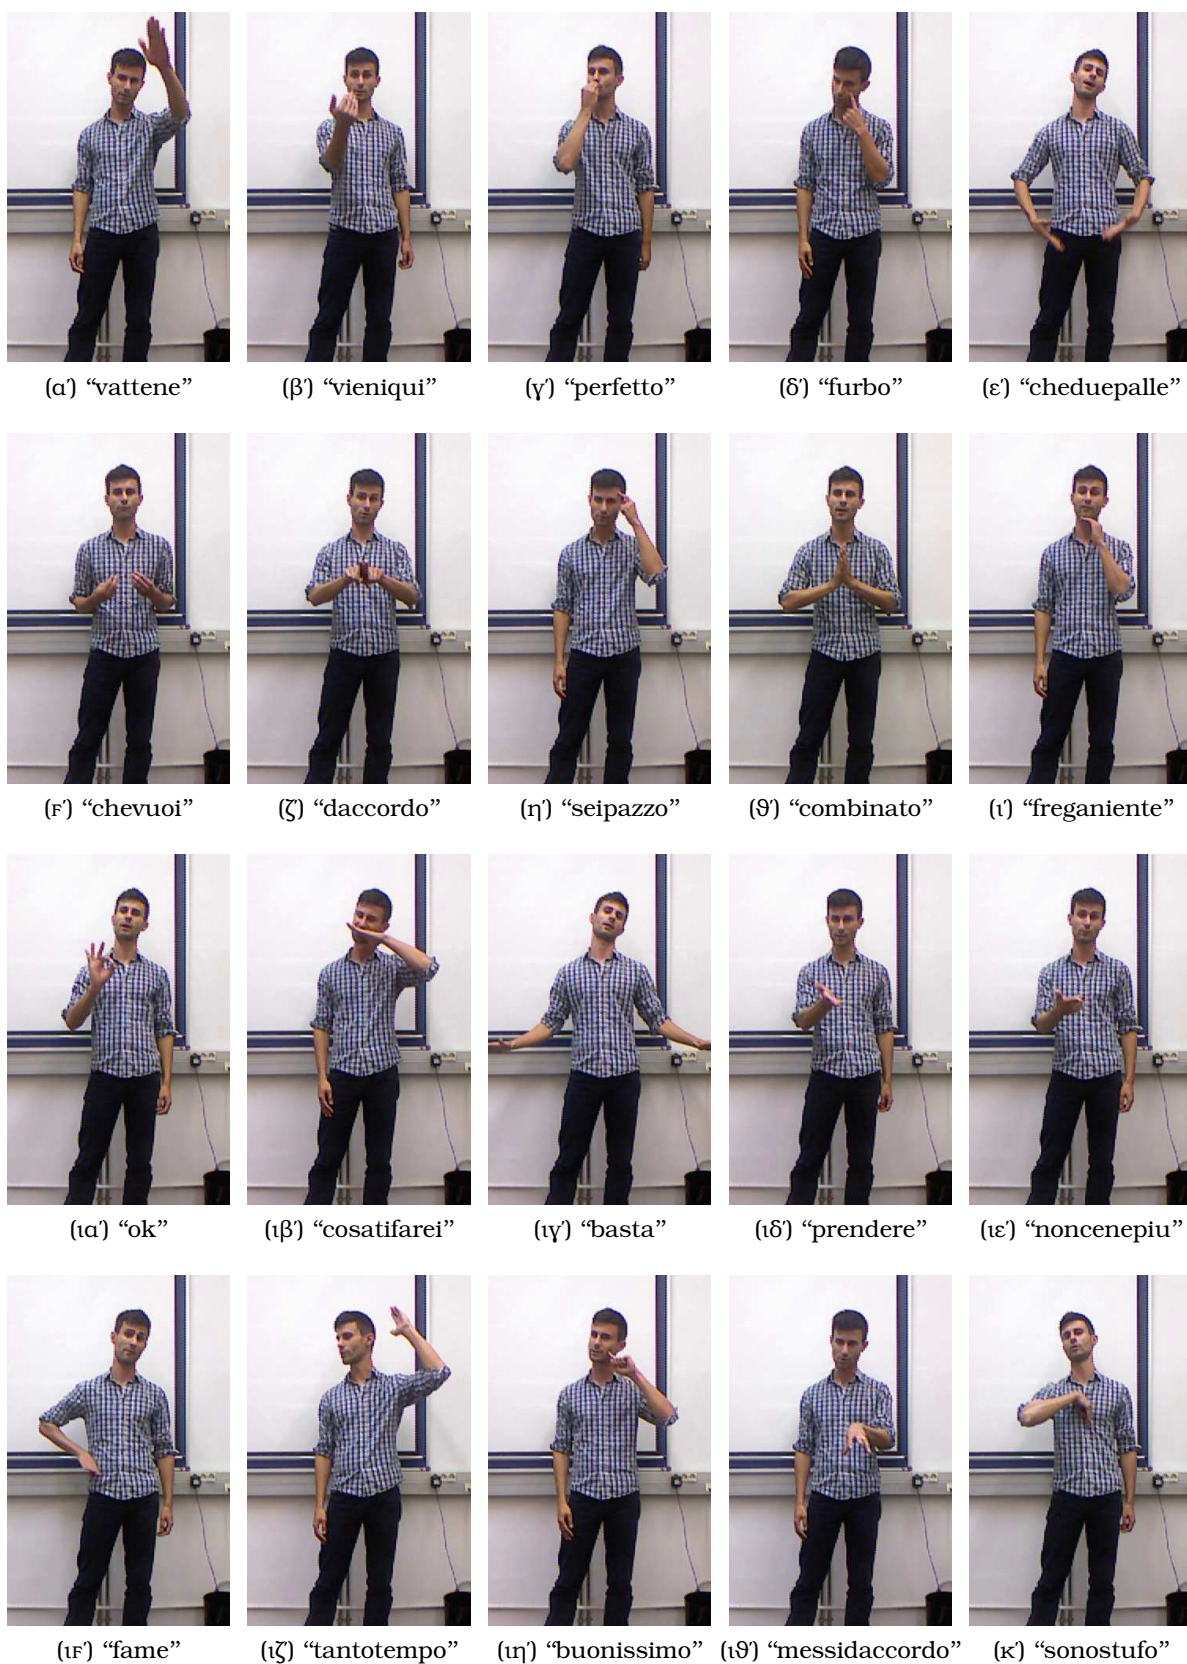 (α′) “vattene”
(β′) “vieniqui”
(γ′) “perfetto”
(δ′) “furbo”
(ε′) “cheduepalle”
(ϝ′) “chevuoi”
(ζ′) “daccordo”
(η′) “seipazzo”
(ϑ′) “combinato”
(ι′) “freganiente”
(ια′) “ok”
(ιβ′) “cosatifarei”
(ιγ′) “basta”
(ιδ′) “prendere”
(ιε′) “noncenepiu”
(ιϝ′) “fame”
(ιζ′) “tantotempo”
(ιη′) “buonissimo”
(ιϑ′) “messidaccordo”
(κ′) “sonostufo”